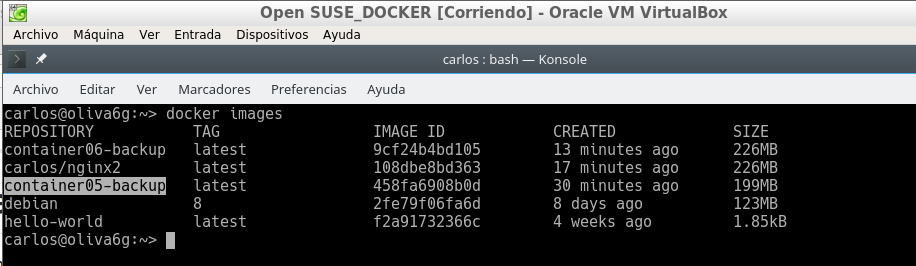 Open SUSE_DOCKER [Corriendo] - Oracle VM VirtualBox
Archivo Máquina Ver Entrada Dispositivos Ayuda
carlos : bash — Konsole
Archivo Editar Ver Marcadores Preferencias Ayuda
carlos@oliva6g:~> docker images
REPOSITORY TAG IMAGE ID CREATED SIZE
container06-backup latest 9cf24b4bd105 13 minutes ago 226MB
carlos/nginx2 latest 108dbe8bd363 17 minutes ago 226MB
container05-backup latest 458fa6908b0d 30 minutes ago 199MB
debian 8 2fe79f06fa6d 8 days ago 123MB
hello-world latest f2a91732366c 4 weeks ago 1.85kB
carlos@oliva6g:~>